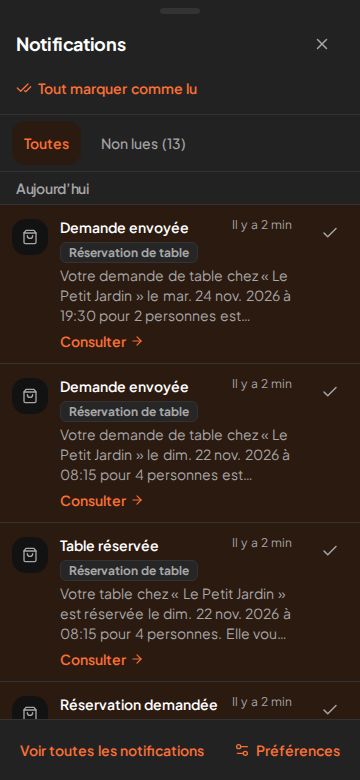 Notifications
Tout marquer comme lu
Toutes
Non lues (13)
Aujourd'hui
Demande envoyée
Il y a 2 min
Réservation de table
Votre demande de table chez « Le
Petit Jardin » le mar. 24 nov. 2026 à
19:30 pour 2 personnes est…
Consulter →
Demande envoyée
Il y a 2 min
Réservation de table
Votre demande de table chez « Le
Petit Jardin » le dim. 22 nov. 2026 à
08:15 pour 4 personnes est…
Consulter →
Table réservée
Il y a 2 min
Réservation de table
Votre table chez « Le Petit Jardin »
est réservée le dim. 22 nov. 2026 à
08:15 pour 4 personnes. Elle vou…
Consulter →
Réservation demandée
Il y a 2 min
Voir toutes les notifications
Préférences